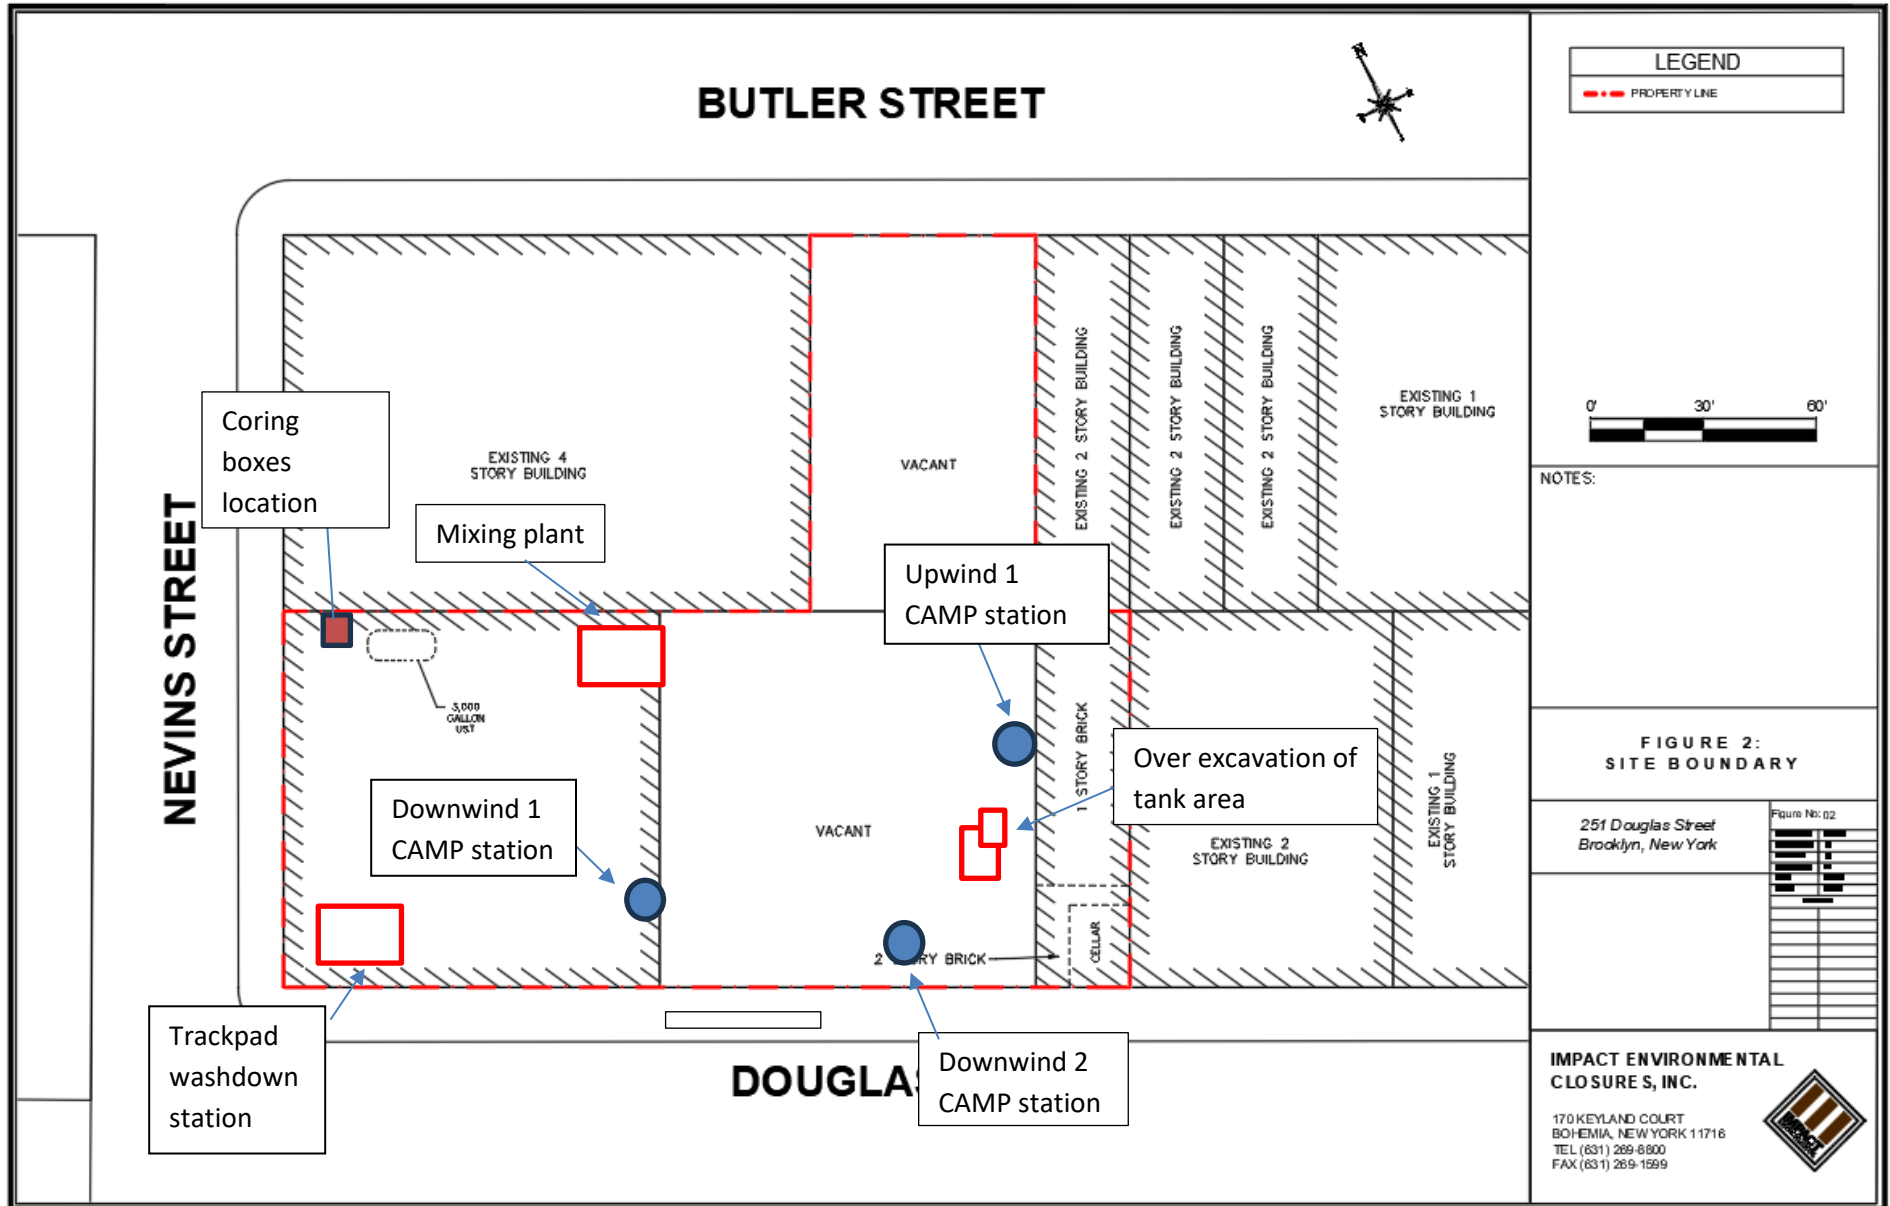 BUTLER STREET
N
LEGEND
PROPERTY LINE
0' 30' 60'
NOTES:
EXISTING 4
STORY BUILDING
VACANT
EXISTING 2 STORY BUILDING
EXISTING 2 STORY BUILDING
EXISTING 2 STORY BUILDING
EXISTING 1
STORY BUILDING
Coring
boxes
location
Mixing plant
Upwind 1
CAMP station
NEVINS STREET
GALLON
UST
Downwind 1
CAMP station
VACANT
1 STORY BRICK
Over excavation of
tank area
EXISTING 2
STORY BUILDING
EXISTING 1
STORY BUILDING
2
RY BRICK
CELLAR
Trackpad
washdown
station
DOUGLAS
Downwind 2
CAMP station
FIGURE 2:
SITE BOUNDARY
251 Douglas Street
Brooklyn, New York
Figure No: 02
IMPACT ENVIRONMENTAL
CLOSURES, INC.
170 KEYLAND COURT
BOHEMIA, NEW YORK 11716
TEL (631) 269-8800
FAX (631) 269-1599
IMPACT